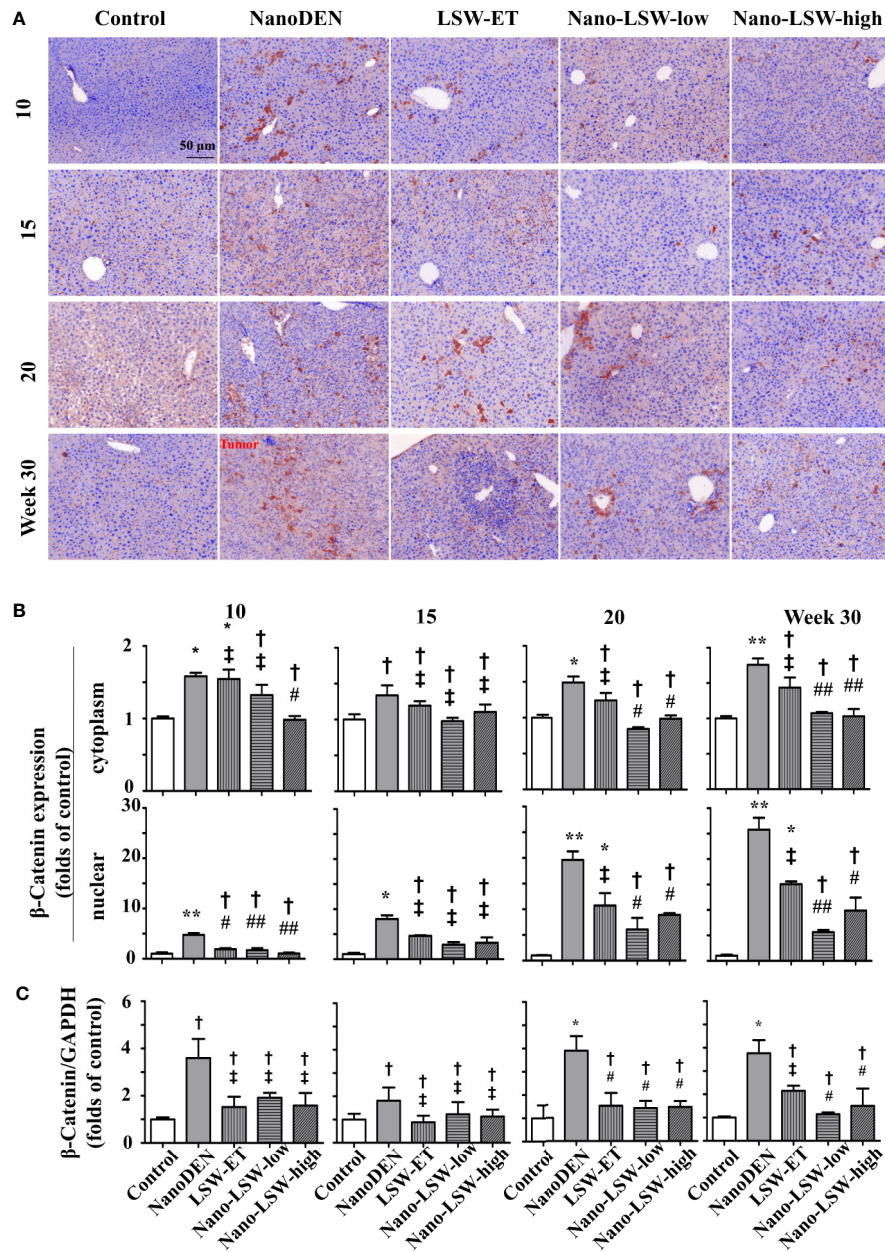 A
Control NanoDEN LSW-ET Nano-LSW-low Nano-LSW-high
10
50 μm
15
20
Week 30
Tumor
B
10 15 20 Week 30
β-Catenin expression
(folds of control)
cytoplasm
2
1
0
* * † † †
‡ ‡ #
† † † †
‡ ‡ ‡
* † † †
‡ # #
** † † †
‡ ## ##
nuclear
30
20
10
5
0
** † † †
# ## ##
* † † †
‡ ‡ ‡
** * † †
‡ # #
** * † †
‡ ## #
C
β-Catenin/GAPDH
(folds of control)
6
4
2
0
† † † †
‡ ‡ ‡
† † † †
‡ ‡ ‡
* † † †
# # #
* † † †
‡ # #
Control NanoDEN LSW-ET Nano-LSW-low Nano-LSW-high Control NanoDEN LSW-ET Nano-LSW-low Nano-LSW-high Control NanoDEN LSW-ET Nano-LSW-low Nano-LSW-high Control NanoDEN LSW-ET Nano-LSW-low Nano-LSW-high